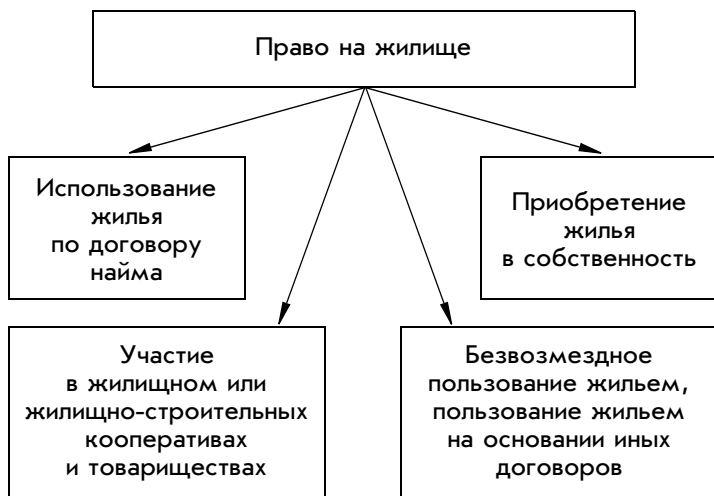 Право на жилище
Использование
жилья
по договору
найма
Приобретение
жилья
в собственность
Участие
в жилищном или
жилищно-строительных
кооперативах
и товариществах
Безвозмездное
пользование жильем,
пользование жильем
на основании иных
договоров